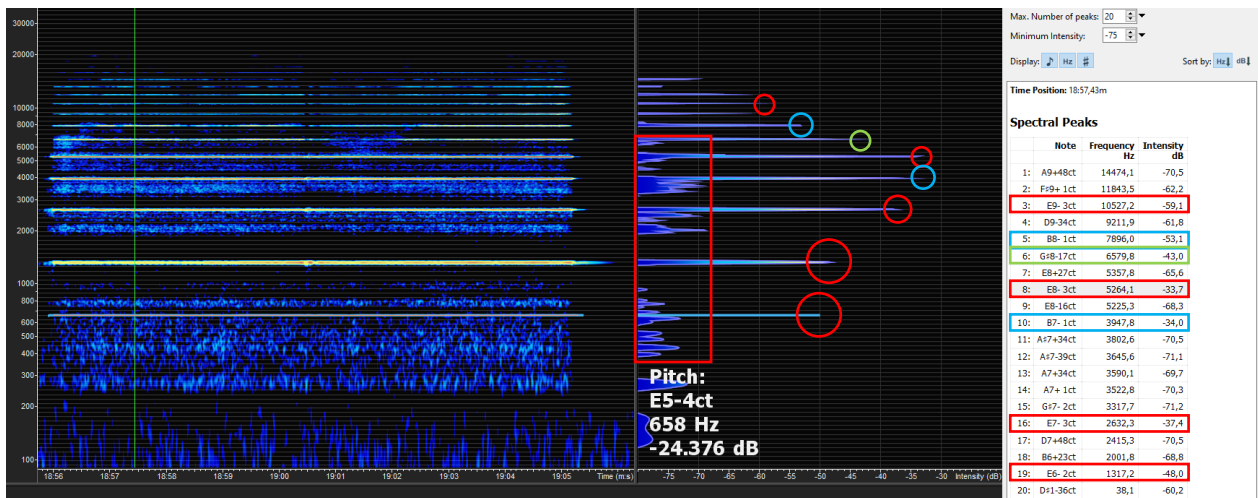 30000
20000
10000
8000
6000
5000
4000
3000
2000
1000
800
600
500
400
300
200
100
18:56 18:57 18:58 18:59 19:00 19:01 19:02 19:03 19:04 19:05 Time (m:s)
-75 -70 -65 -60 -55 -50 -45 -40 -35 -30 Intensity (dB)
Pitch:
E5-4ct
658 Hz
-24.376 dB
Max. Number of peaks: 20
Minimum Intensity: -75
Display: ♪ Hz # Sort by: Hz dB
Time Position: 18:57,43m
Spectral Peaks
Note Frequency Intensity
Hz dB
1: A9+48ct 14474,1 -70,5
2: F#9+ 1ct 11843,5 -62,2
3: E9- 3ct 10527,2 -59,1
4: D9-34ct 9211,9 -61,8
5: B8- 1ct 7896,0 -53,1
6: G#8-17ct 6579,8 -43,0
7: E8+27ct 5357,8 -65,6
8: E8- 3ct 5264,1 -33,7
9: E8-16ct 5225,3 -68,3
10: B7- 1ct 3947,8 -34,0
11: A#7+34ct 3802,6 -70,5
12: A#7-39ct 3645,6 -71,1
13: A7+34ct 3590,1 -69,7
14: A7+ 1ct 3522,8 -70,3
15: G#7- 2ct 3317,7 -71,2
16: E7- 3ct 2632,3 -37,4
17: D7+48ct 2415,3 -70,5
18: B6+23ct 2001,8 -68,8
19: E6- 2ct 1317,2 -48,0
20: D#1-36ct 38,1 -60,2